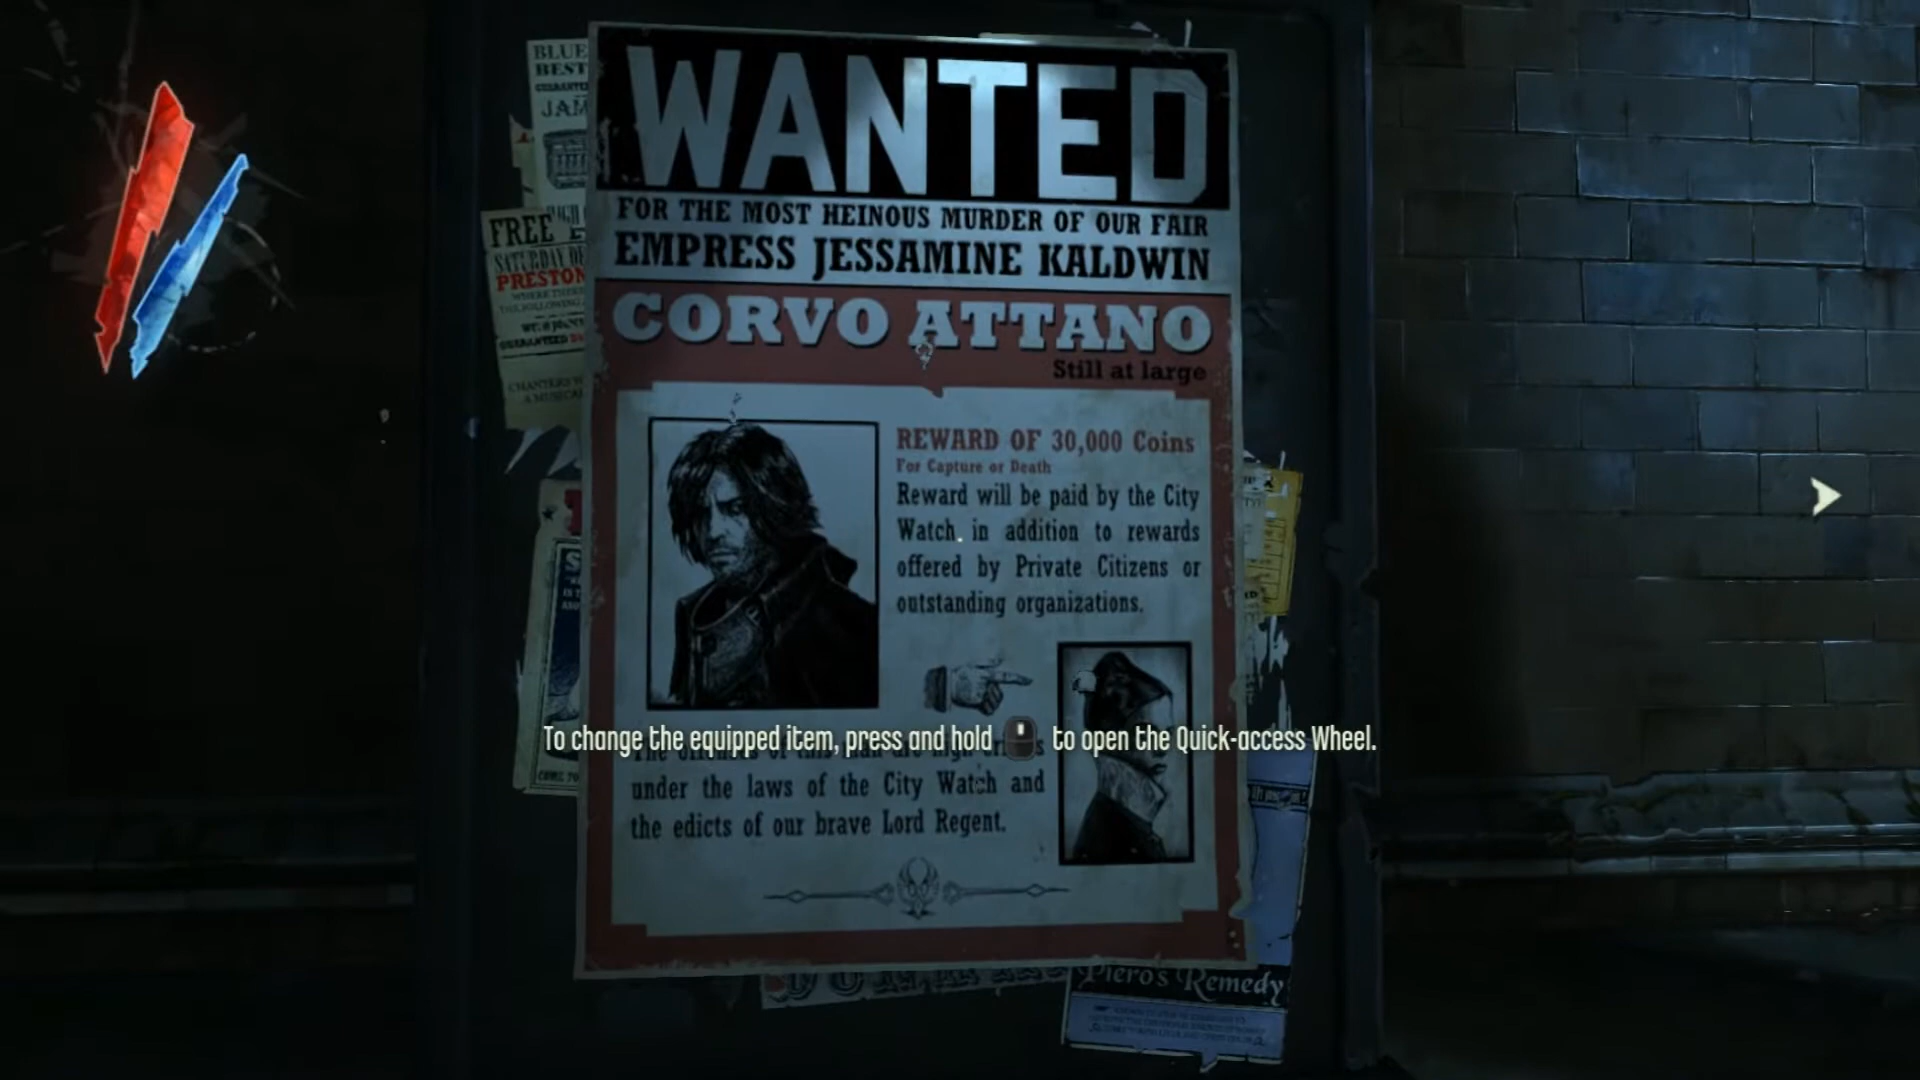 BLUE
BEST
JAM
FREE
SATURDAY
PRESTON
WANTED
FOR THE MOST HEINOUS MURDER OF OUR FAIR
EMPRESS JESSAMINE KALDWIN
CORVO ATTANO
Still at large
REWARD OF 30,000 Coins
For Capture or Death
Reward will be paid by the City
Watch in addition to rewards
offered by Private Citizens or
outstanding organizations.
To change the equipped item, press and hold to open the Quick-access Wheel.
under the laws of the City Watch and
the edicts of our brave Lord Regent.
Piero's Remedy